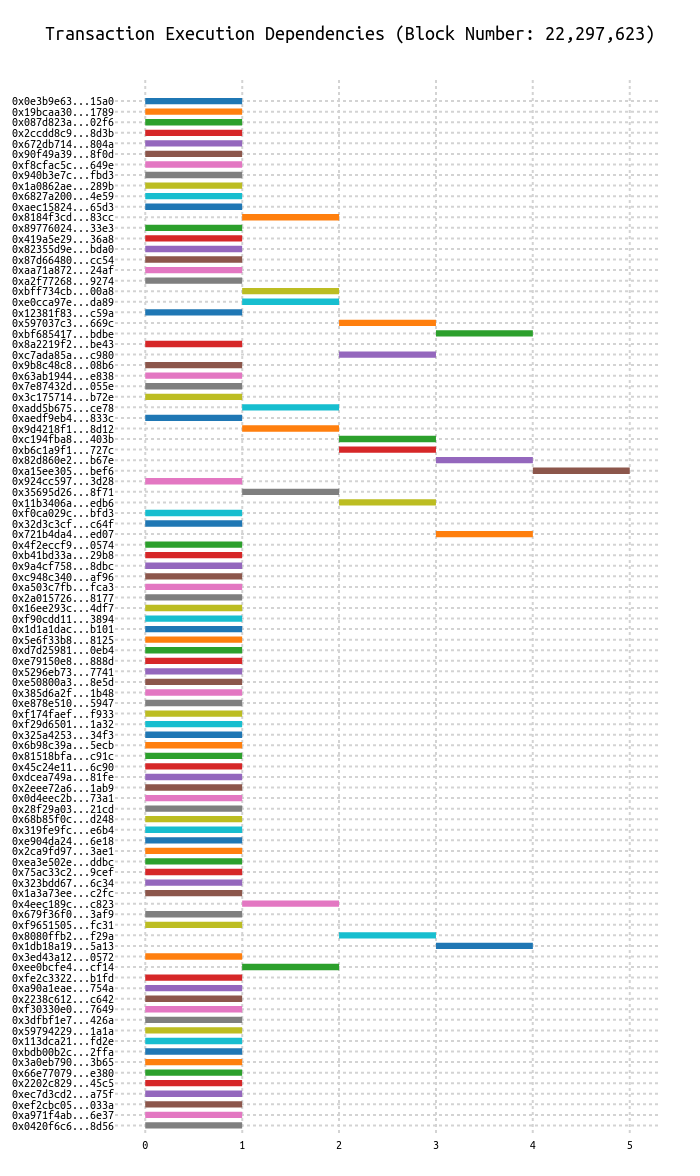 Transaction Execution Dependencies (Block Number: 22,297,623)
0x0e3b9e63...15a0
0x19bcaa30...1789
0x087d823a...02f6
0x2ccdd8c9...8d3b
0x672db714...804a
0x90f49a39...8f0d
0xf8cfac5c...649e
0x940b3e7c...fbd3
0x1a0862ae...289b
0x6827a200...4e59
0xaec15824...65d3
0x8184f3cd...83cc
0x89776024...33e3
0x419a5e29...36a8
0x82355d9e...bda0
0x87d66480...cc54
0xaa71a872...24af
0xa2f77268...9274
0xbff734cb...00a8
0xe0cca97e...da89
0x12381f83...c59a
0x597037c3...669c
0xbf685417...bdbe
0x8a2219f2...be43
0xc7ada85a...c980
0x9b8c48c8...08b6
0x63ab1944...e838
0x7e87432d...055e
0x3c175714...b72e
0xadd5b675...ce78
0xaedf9eb4...833c
0x9d4218f1...8d12
0xc194fba8...403b
0xb6c1a9f1...727c
0x82d860e2...b67e
0xa15ee305...bef6
0x924cc597...3d28
0x35695d26...8f71
0x11b3406a...edb6
0xf0ca029c...bfd3
0x32d3c3cf...c64f
0x721b4da4...ed07
0x4f2eccf9...0574
0xb41bd33a...29b8
0x9a4cf758...8dbc
0xc948c340...af96
0xa503c7fb...fca3
0x2a015726...8177
0x16ee293c...4df7
0xf90cdd11...3894
0x1d1a1dac...b101
0x5e6f33b8...8125
0xd7d25981...0eb4
0xe79150e8...888d
0x5296eb73...7741
0xe50800a3...8e5d
0x385d6a2f...1b48
0xe878e510...5947
0xf174faef...f933
0xf29d6501...1a32
0x325a4253...34f3
0x6b98c39a...5ecb
0x81518bfa...c91c
0x45c24e11...6c90
0xdcea749a...81fe
0x2eee72a6...1ab9
0x0d4eec2b...73a1
0x28f29a03...21cd
0x68b85f0c...d248
0x319fe9fc...e6b4
0xe904da24...6e18
0x2ca9fd97...3ae1
0xea3e502e...ddbc
0x75ac33c2...9cef
0x323bdd67...6c34
0x1a3a73ee...c2fc
0x4eec189c...c823
0x679f36f0...3af9
0xf9651505...fc31
0x8080ffb2...f29a
0x1db18a19...5a13
0x3ed43a12...0572
0xee0bcfe4...cf14
0xfe2c3322...b1fd
0xa90a1eae...754a
0x2238c612...c642
0xf30330e0...7649
0x3dfbf1e7...426a
0x59794229...1a1a
0x113dca21...fd2e
0xbdb00b2c...2ffa
0x3a0eb790...3b65
0x66e77079...e380
0x2202c829...45c5
0xec7d3cd2...a75f
0xef2cbc05...033a
0xa971f4ab...6e37
0x0420f6c6...8d56
0 1 2 3 4 5